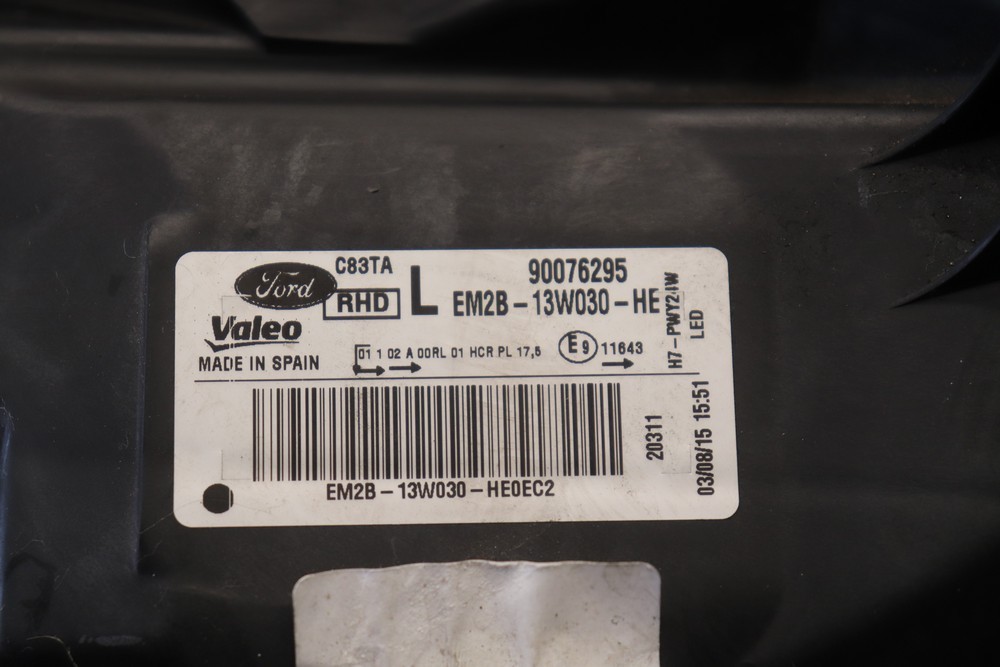 Ford
C83TA
RHD
L
90076295
EM2B-13W030-HE
Valeo
MADE IN SPAIN
01 1 02 A 00RL 01 HCR PL 17,5
E9
11643
H7-PWY24W
LED
EM2B-13W030-HE0EC2
20311
03/08/15 15:51